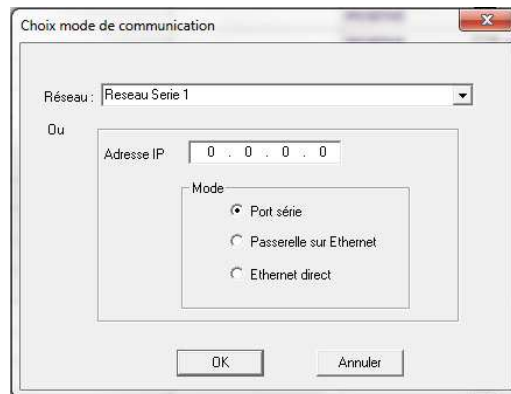 Choix mode de communication
Réseau : Reseau Serie 1
Ou
Adresse IP 0 . 0 . 0 . 0
Mode
Port série
Passerelle sur Ethernet
Ethernet direct
OK Annuler